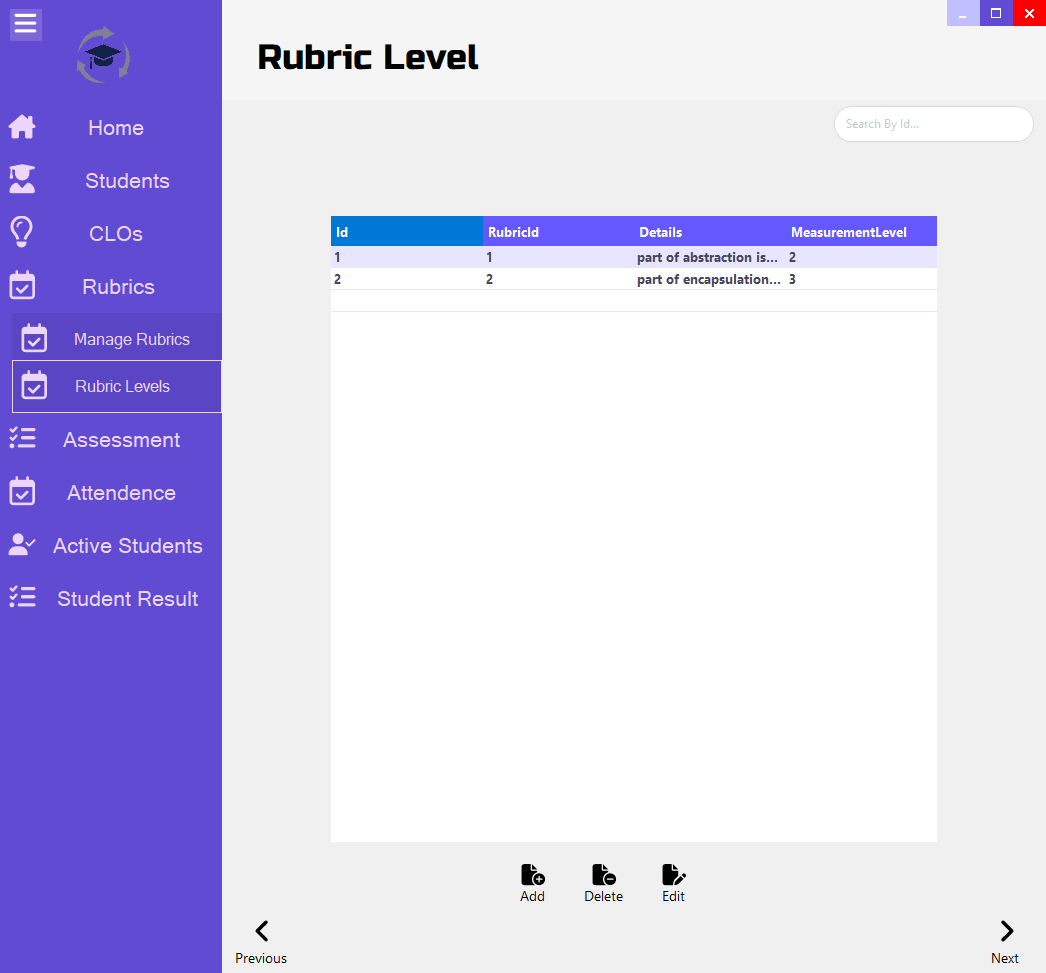 Rubric Level
Search By Id...
Home
Students
CLOs
Rubrics
Manage Rubrics
Rubric Levels
Assessment
Attendence
Active Students
Student Result
Id RubricId Details MeasurementLevel
1 1 part of abstraction is... 2
2 2 part of encapsulation... 3
Add Delete Edit
Previous Next